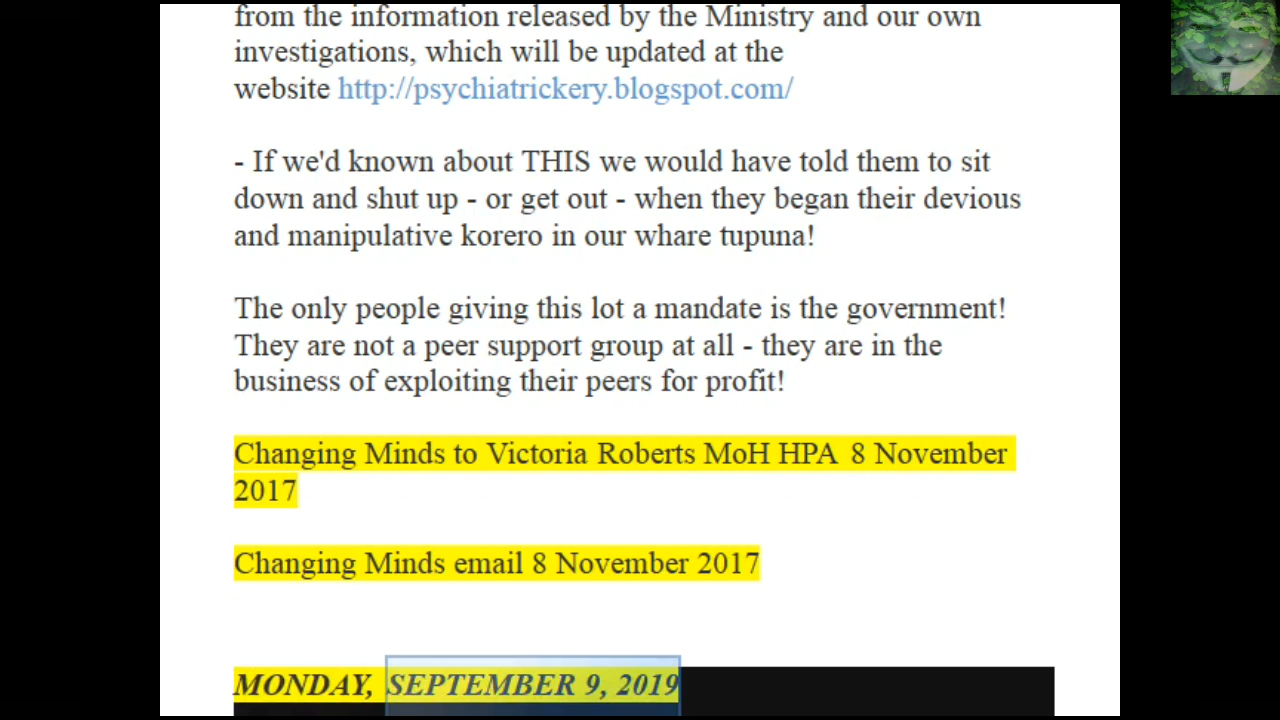 from the information released by the Ministry and our own
investigations, which will be updated at the
website http://psychiatrickery.blogspot.com/
- If we'd known about THIS we would have told them to sit
down and shut up - or get out - when they began their devious
and manipulative korero in our whare tupuna!
The only people giving this lot a mandate is the government!
They are not a peer support group at all - they are in the
business of exploiting their peers for profit!
Changing Minds to Victoria Roberts MoH HPA 8 November
2017
Changing Minds email 8 November 2017
MONDAY, SEPTEMBER 9, 2019